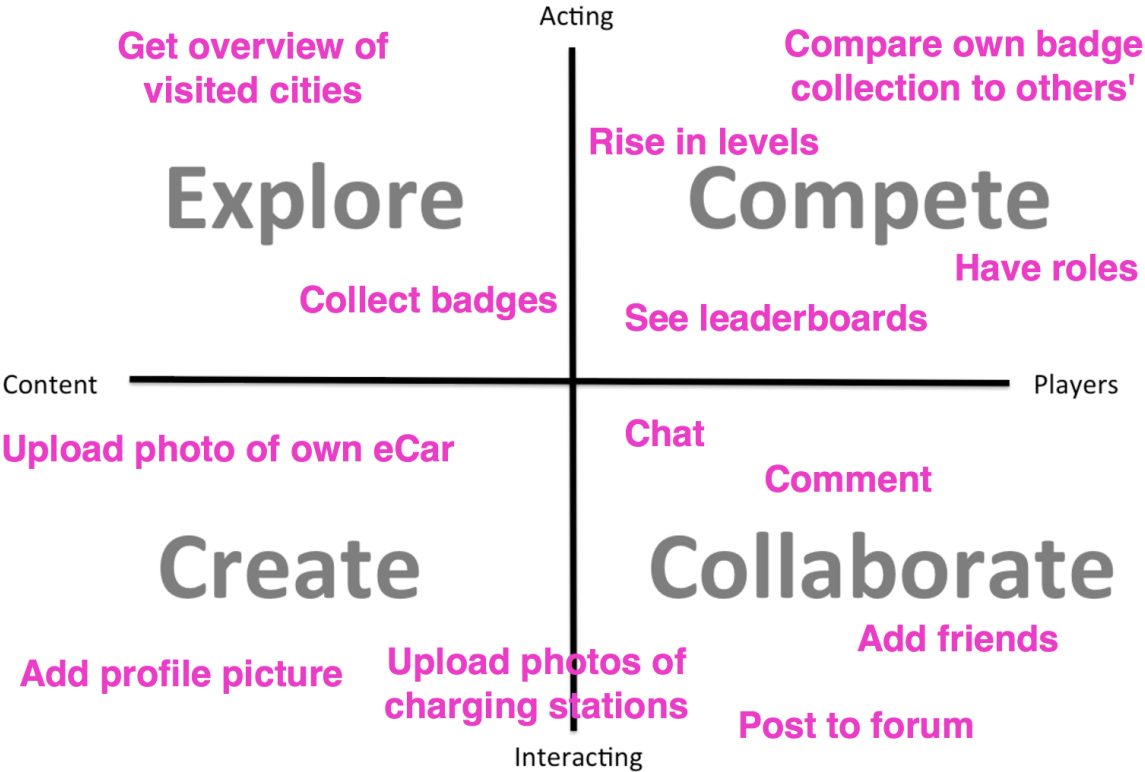 Acting
Get overview of
visited cities
Compare own badge
collection to others'
Rise in levels
Explore
Compete
Have roles
Collect badges
See leaderboards
Content
Players
Upload photo of own eCar
Chat
Comment
Create
Collaborate
Add friends
Add profile picture
Upload photos of
charging stations
Post to forum
Interacting